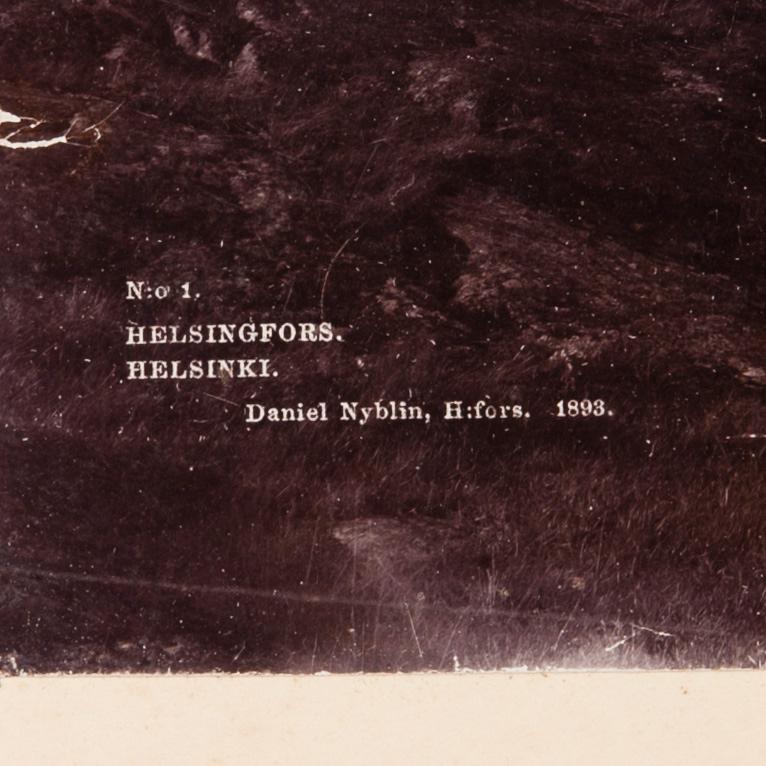 N:o 1.
HELSINGFORS.
HELSINKI.
Daniel Nyblin, H:fors. 1893.